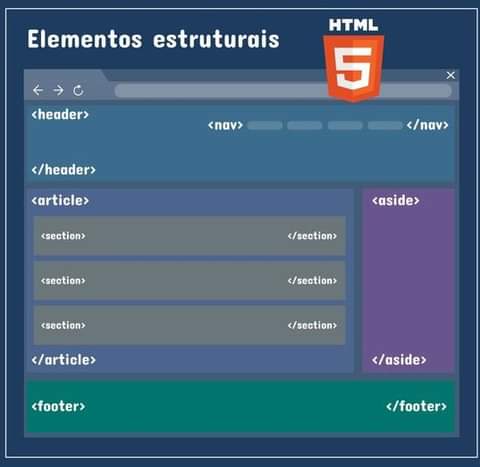 Elementos estruturais
HTML
5
<header>
<nav> </nav>
</header>
<article>
<section> </section>
<section> </section>
<section> </section>
</article>
<aside>
</aside>
<footer> </footer>